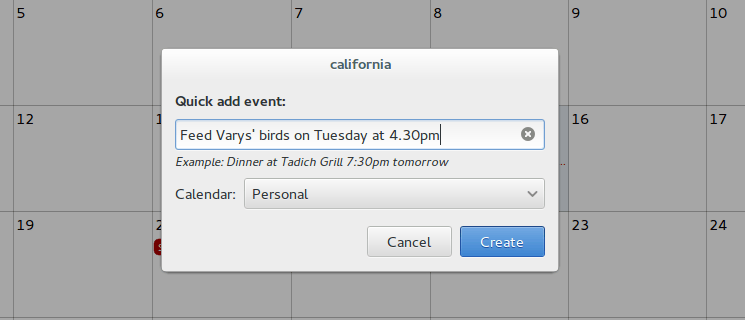 5 6 7 8 9 10
california
Quick add event:
12 16 17
Feed Varys' birds on Tuesday at 4.30pm
Example: Dinner at Tadich Grill 7:30pm tomorrow
Calendar: Personal
19 23 24
Cancel Create